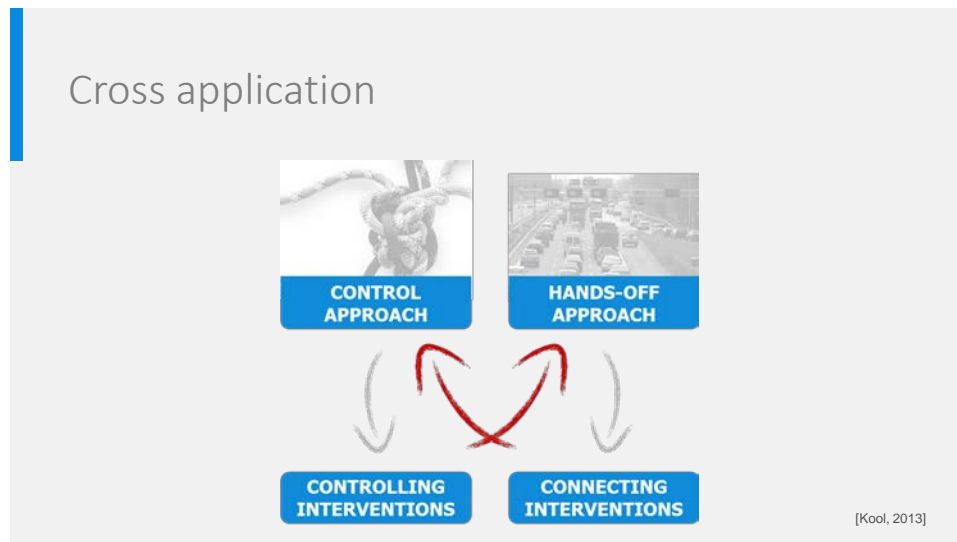 Cross application
CONTROL
APPROACH
HANDS-OFF
APPROACH
CONTROLLING
INTERVENTIONS
CONNECTING
INTERVENTIONS
[Kool, 2013]